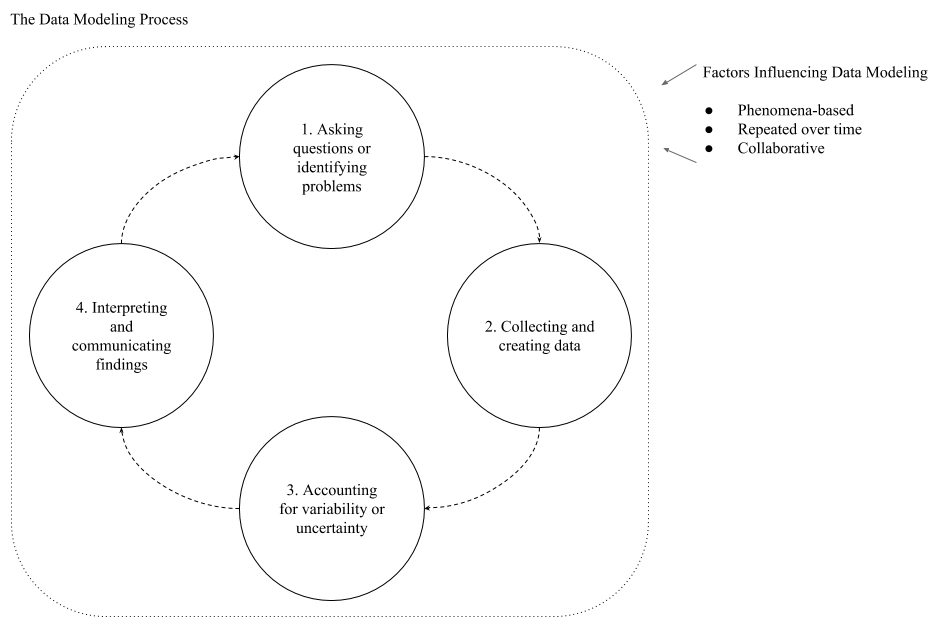 The Data Modeling Process
Factors Influencing Data Modeling
● Phenomena-based
● Repeated over time
● Collaborative
1. Asking
questions or
identifying
problems
2. Collecting and
creating data
3. Accounting
for variability or
uncertainty
4. Interpreting
and
communicating
findings